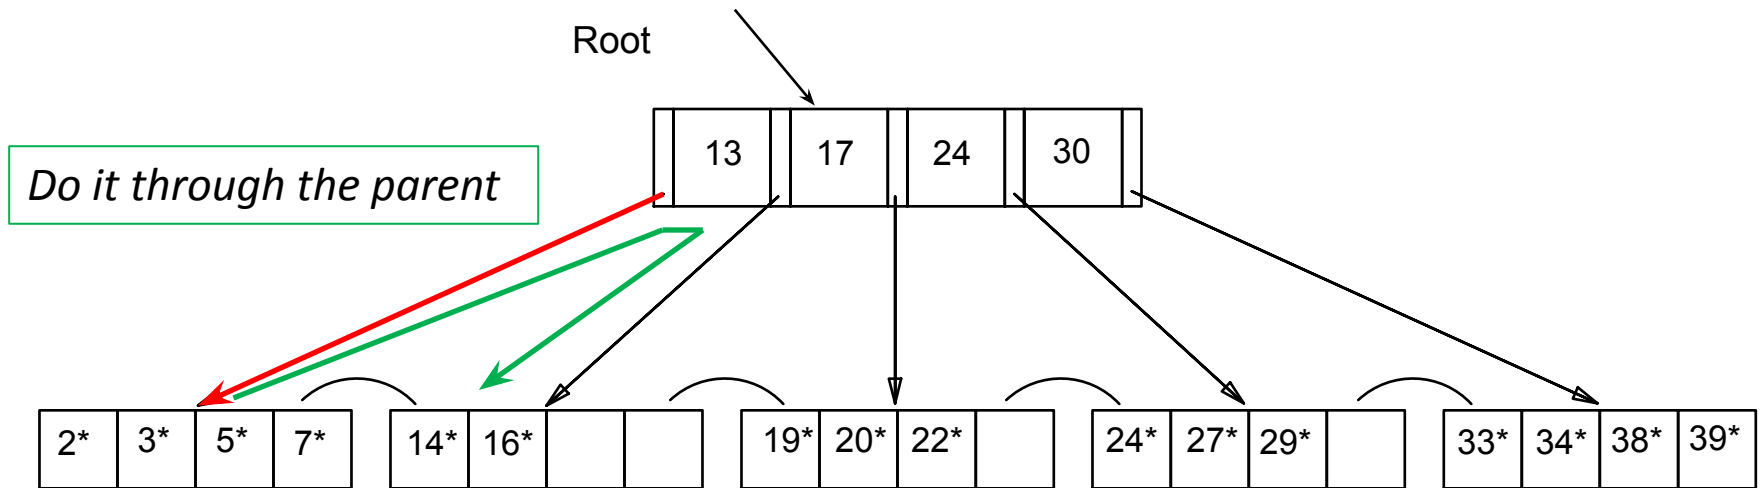 Root
13 17 24 30
Do it through the parent
2* 3* 5* 7* 14* 16* 19* 20* 22* 24* 27* 29* 33* 34* 38* 39*